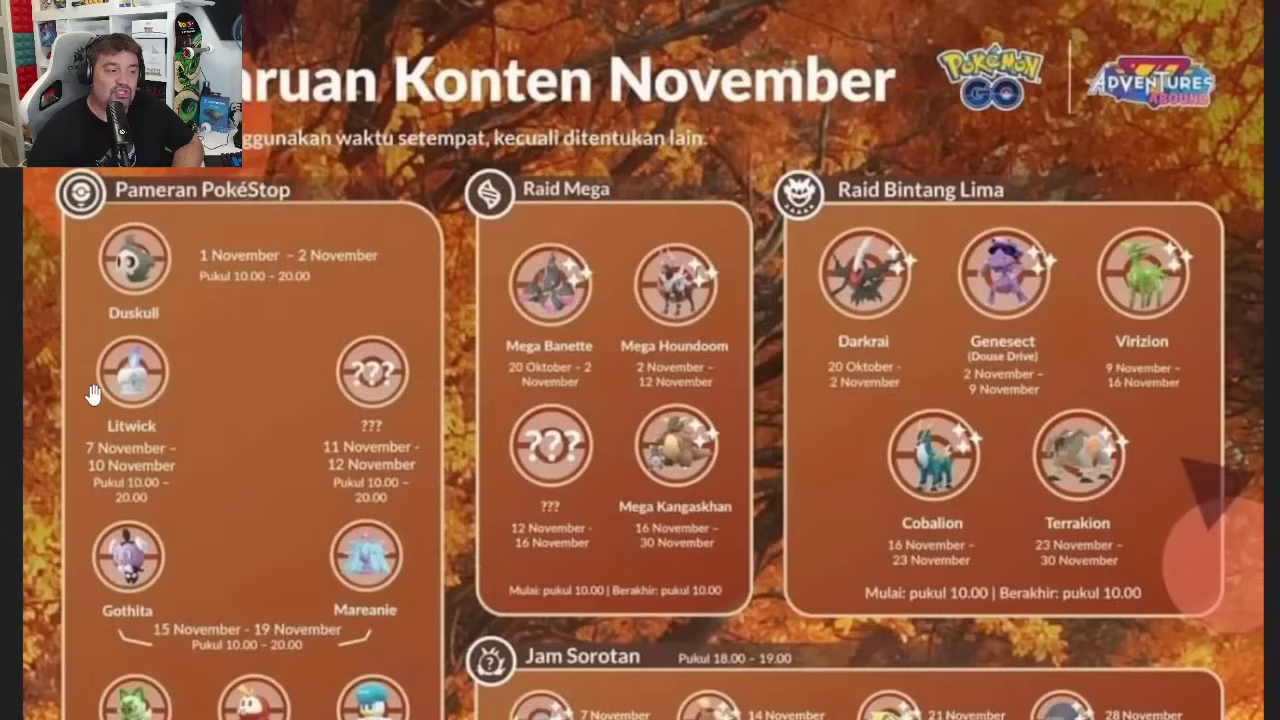 aruan Konten November
POKÉMON GO
ADVENTURES ABOUND
ggunakan waktu setempat, kecuali ditentukan lain.
Pameran PokéStop
1 November – 2 November
Pukul 10.00 – 20.00
Duskull
Litwick
7 November –
10 November
Pukul 10.00 –
20.00
???
???
11 November -
12 November
Pukul 10.00 –
20.00
Gothita
Mareanie
15 November - 19 November
Pukul 10.00 – 20.00
Raid Mega
Mega Banette
20 Oktober – 2
November
Mega Houndoom
2 November –
12 November
???
???
12 November -
16 November
Mega Kangaskhan
16 November –
30 November
Mulai: pukul 10.00 | Berakhir: pukul 10.00
Raid Bintang Lima
Darkrai
20 Oktober -
2 November
Genesect
(Douse Drive)
2 November –
9 November
Virizion
9 November –
16 November
Cobalion
16 November –
23 November
Terrakion
23 November –
30 November
Mulai: pukul 10.00 | Berakhir: pukul 10.00
Jam Sorotan
Pukul 18.00 – 19.00
7 November
14 November
21 November
28 November